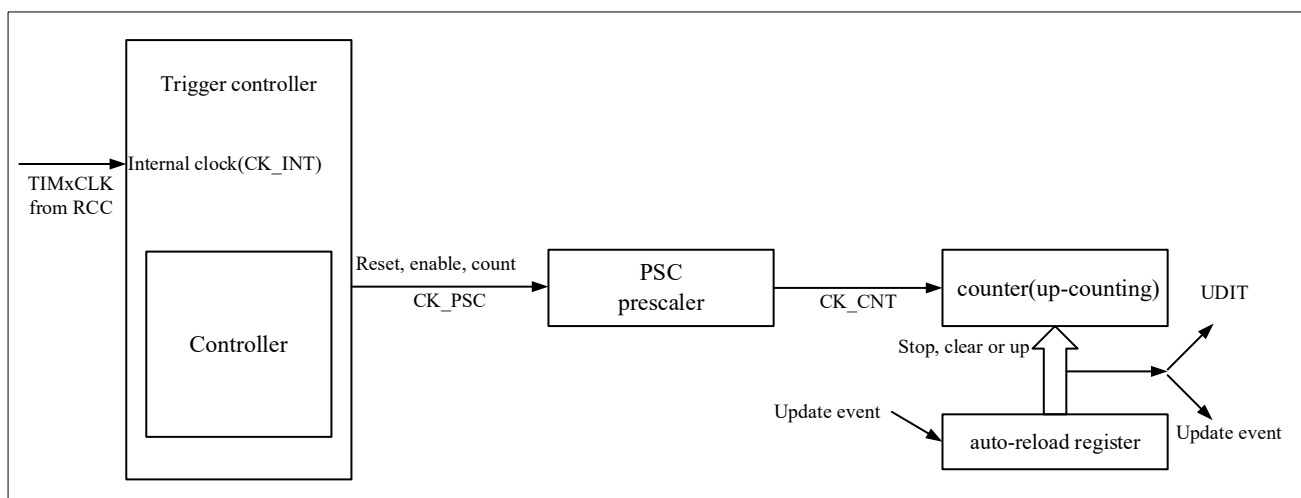 Trigger controller
Internal clock(CK_INT)
TIMxCLK
from RCC
Controller
Reset, enable, count
CK_PSC
PSC
prescaler
CK_CNT
counter(up-counting)
UDIT
Stop, clear or up
Update event
auto-reload register
Update event